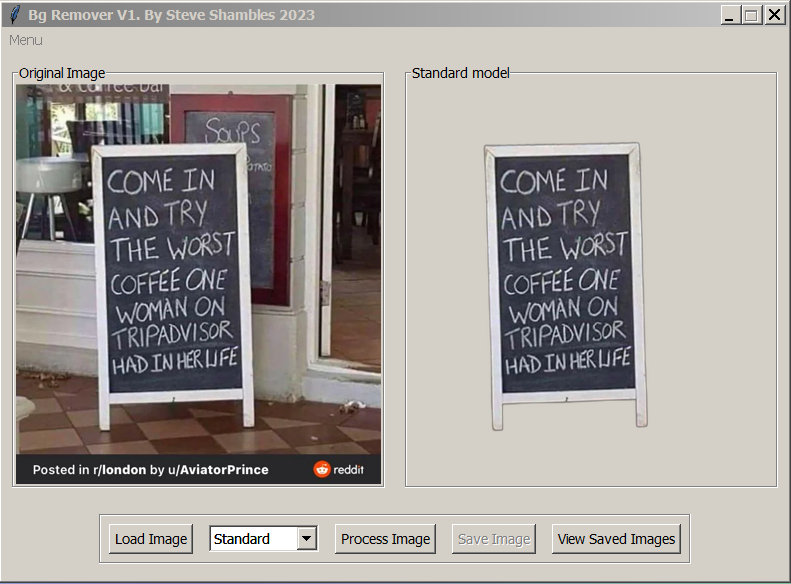 Bg Remover V1. By Steve Shambles 2023
Menu
Original Image
& Coffee Bar
SOUPS
POTATO
COME IN
AND TRY
THE WORST
COFFEE ONE
WOMAN ON
TRIPADVISOR
HAD IN HER LIFE
Posted in r/london by u/AviatorPrince
reddit
Standard model
COME IN
AND TRY
THE WORST
COFFEE ONE
WOMAN ON
TRIPADVISOR
HAD IN HER LIFE
Load Image
Standard
Process Image
Save Image
View Saved Images